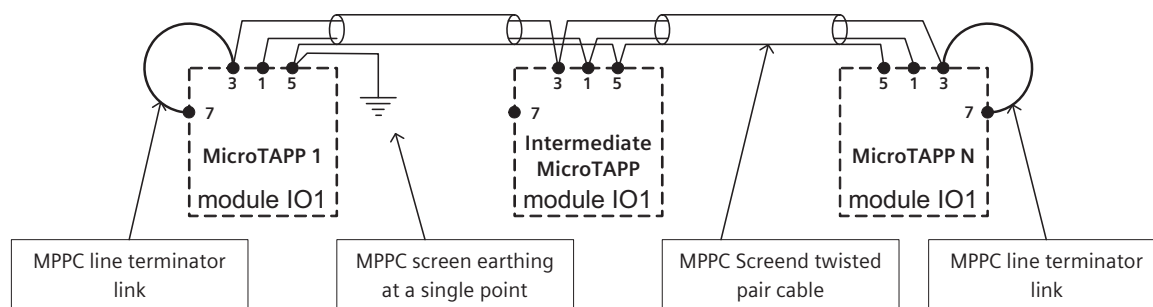 3 1 5
7
MicroTAPP 1
module IO1
3 1 5
7
Intermediate
MicroTAPP
module IO1
5 1 3
7
MicroTAPP N
module IO1
MPPC line terminator
link
MPPC screen earthing
at a single point
MPPC Screend twisted
pair cable
MPPC line terminator
link